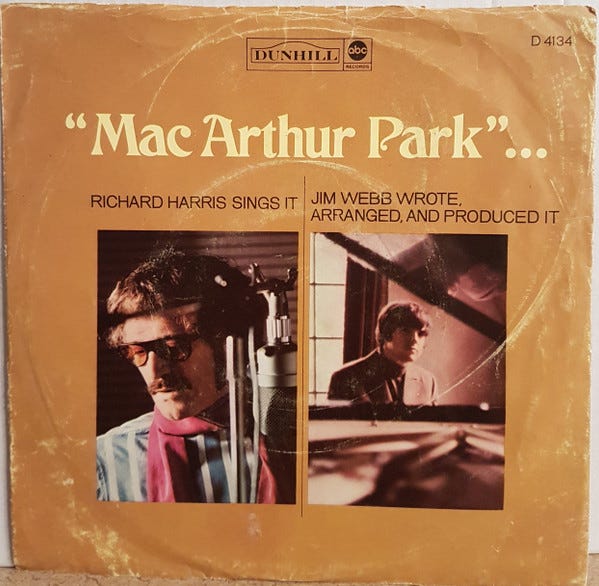 DUNHILL
abc
RECORDS
D 4134
“Mac Arthur Park”...
RICHARD HARRIS SINGS IT
JIM WEBB WROTE,
ARRANGED, AND PRODUCED IT